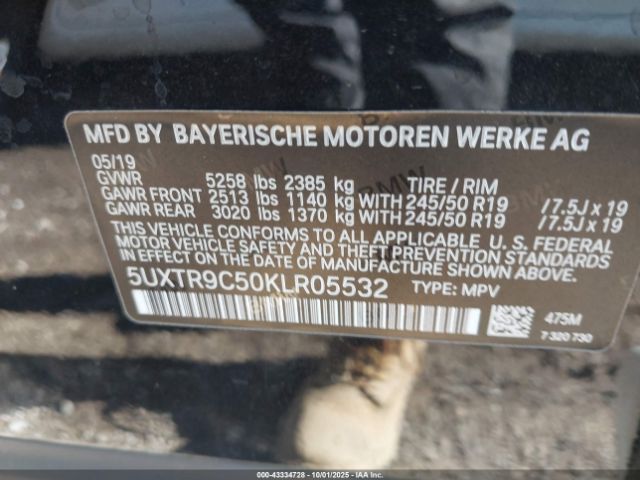 MFD BY BAYERISCHE MOTOREN WERKE AG
05/19
GVWR 5258 lbs 2385 kg TIRE / RIM
GAWR FRONT 2513 lbs 1140 kg WITH 245/50 R19 /7.5J x 19
GAWR REAR 3020 lbs 1370 kg WITH 245/50 R19 /7.5J x 19
THIS VEHICLE CONFORMS TO ALL APPLICABLE U.S. FEDERAL
MOTOR VEHICLE SAFETY AND THEFT PREVENTION STANDARDS
IN EFFECT ON THE DATE OF MANUFACTURE SHOWN ABOVE.
5UXTR9C50KLR05532 TYPE: MPV
475M
7 320 730
000-43334728 - 10/01/2025 - IAA Inc.